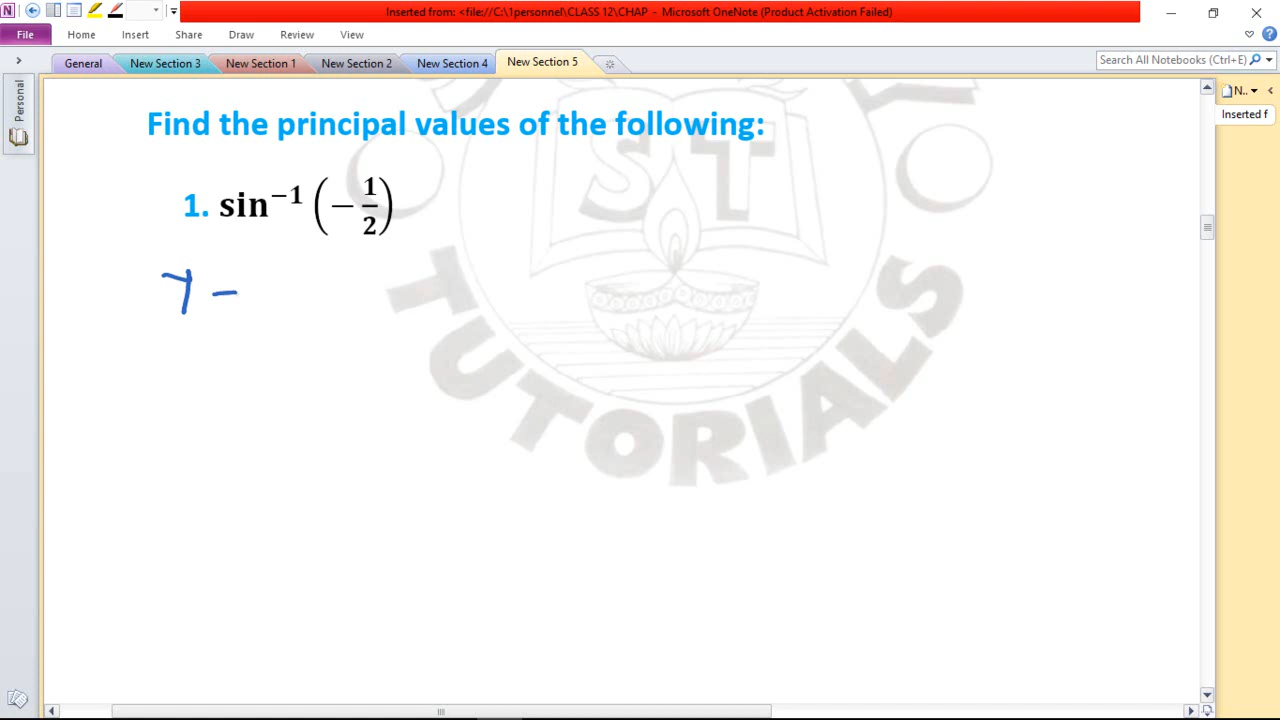 Inserted from: <file://C:\1personnel\CLASS 12\CHAP - Microsoft OneNote (Product Activation Failed)
File Home Insert Share Draw Review View
General New Section 3 New Section 1 New Section 2 New Section 4 New Section 5
Search All Notebooks (Ctrl+E)
Personal
N..
Inserted f
Find the principal values of the following:
1. sin⁻¹ (−1/2)
y −
ST
TUTORIALS